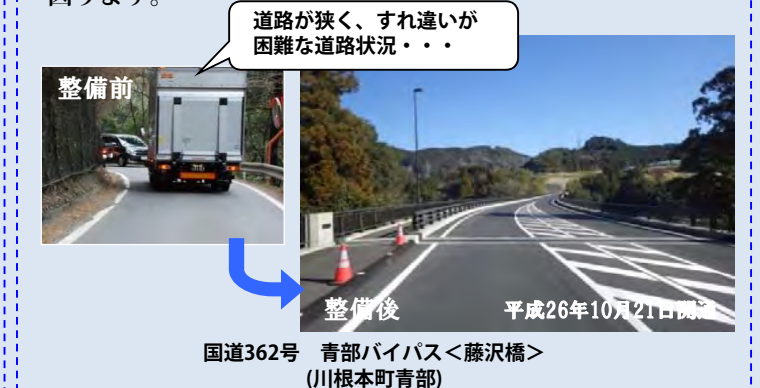 図ります。
道路が狭く、すれ違いが
困難な道路状況・・・
整備前
整備後
平成26年10月21日開通
国道362号　青部バイパス＜藤沢橋＞
(川根本町青部)